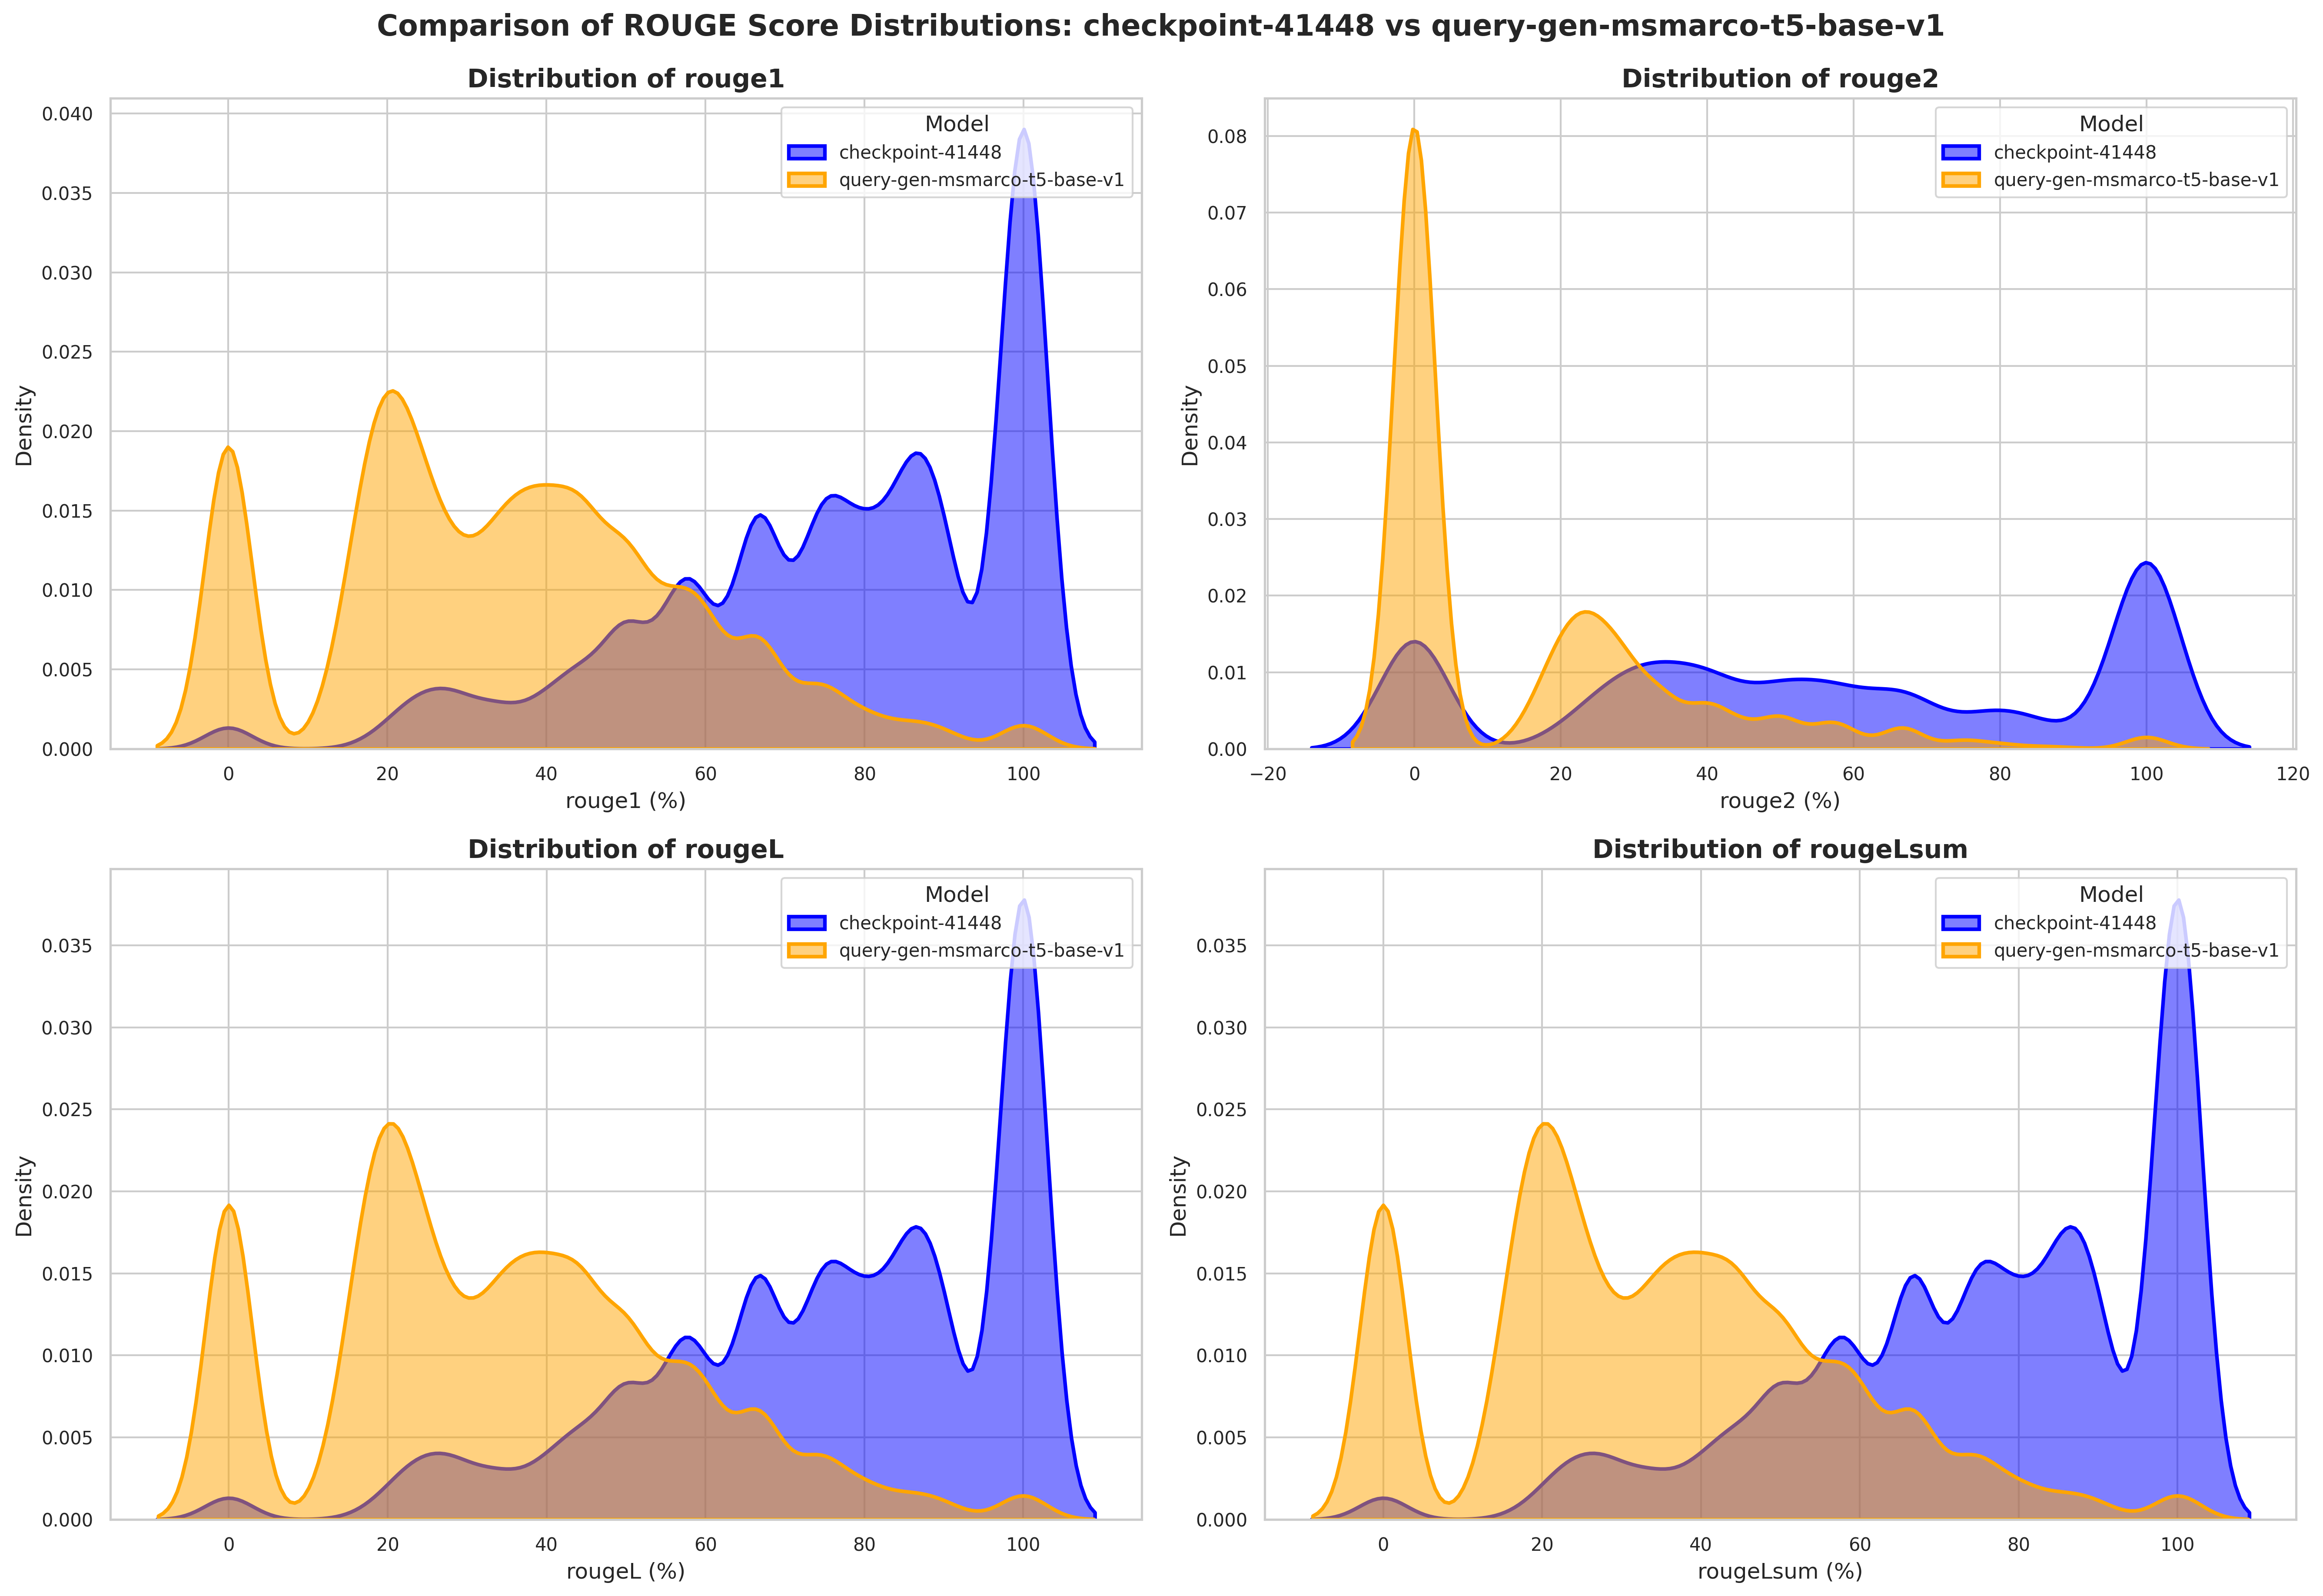 Comparison of ROUGE Score Distributions: checkpoint-41448 vs query-gen-msmarco-t5-base-v1
Distribution of rouge1
Model
checkpoint-41448
query-gen-msmarco-t5-base-v1
Density
0.040
0.035
0.030
0.025
0.020
0.015
0.010
0.005
0.000
0 20 40 60 80 100
rouge1 (%)
Distribution of rouge2
Model
checkpoint-41448
query-gen-msmarco-t5-base-v1
Density
0.08
0.07
0.06
0.05
0.04
0.03
0.02
0.01
0.00
−20 0 20 40 60 80 100 120
rouge2 (%)
Distribution of rougeL
Model
checkpoint-41448
query-gen-msmarco-t5-base-v1
Density
0.035
0.030
0.025
0.020
0.015
0.010
0.005
0.000
0 20 40 60 80 100
rougeL (%)
Distribution of rougeLsum
Model
checkpoint-41448
query-gen-msmarco-t5-base-v1
Density
0.035
0.030
0.025
0.020
0.015
0.010
0.005
0.000
0 20 40 60 80 100
rougeLsum (%)